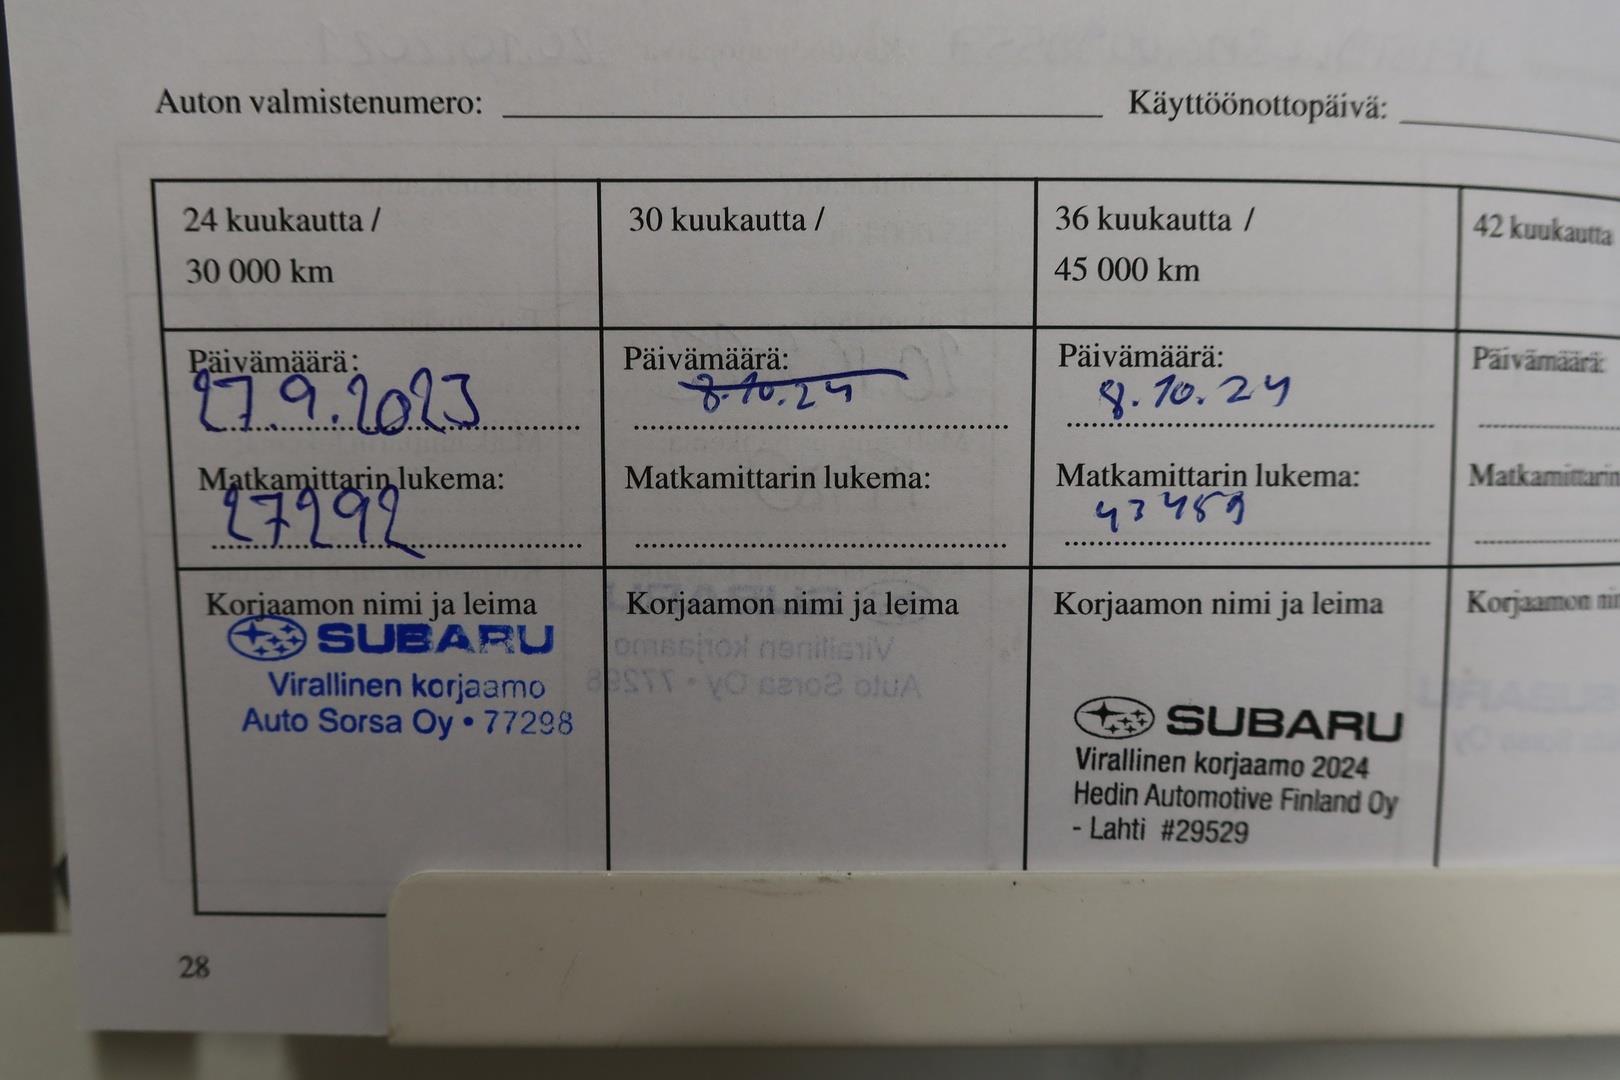 Auton valmistenumero: Käyttöönottopäivä:
24 kuukautta /
30 000 km
Päivämäärä:
27.9.2023
Matkamittarin lukema:
27292
Korjaamon nimi ja leima
SUBARU
Virallinen korjaamo
Auto Sorsa Oy • 77298
30 kuukautta /
Päivämäärä:
8.10.24
Matkamittarin lukema:
Korjaamon nimi ja leima
36 kuukautta /
45 000 km
Päivämäärä:
8.10.24
Matkamittarin lukema:
43459
Korjaamon nimi ja leima
SUBARU
Virallinen korjaamo 2024
Hedin Automotive Finland Oy
- Lahti #29529
42 kuukautta
Päivämäärä:
Matkamittarin
Korjaamon
28